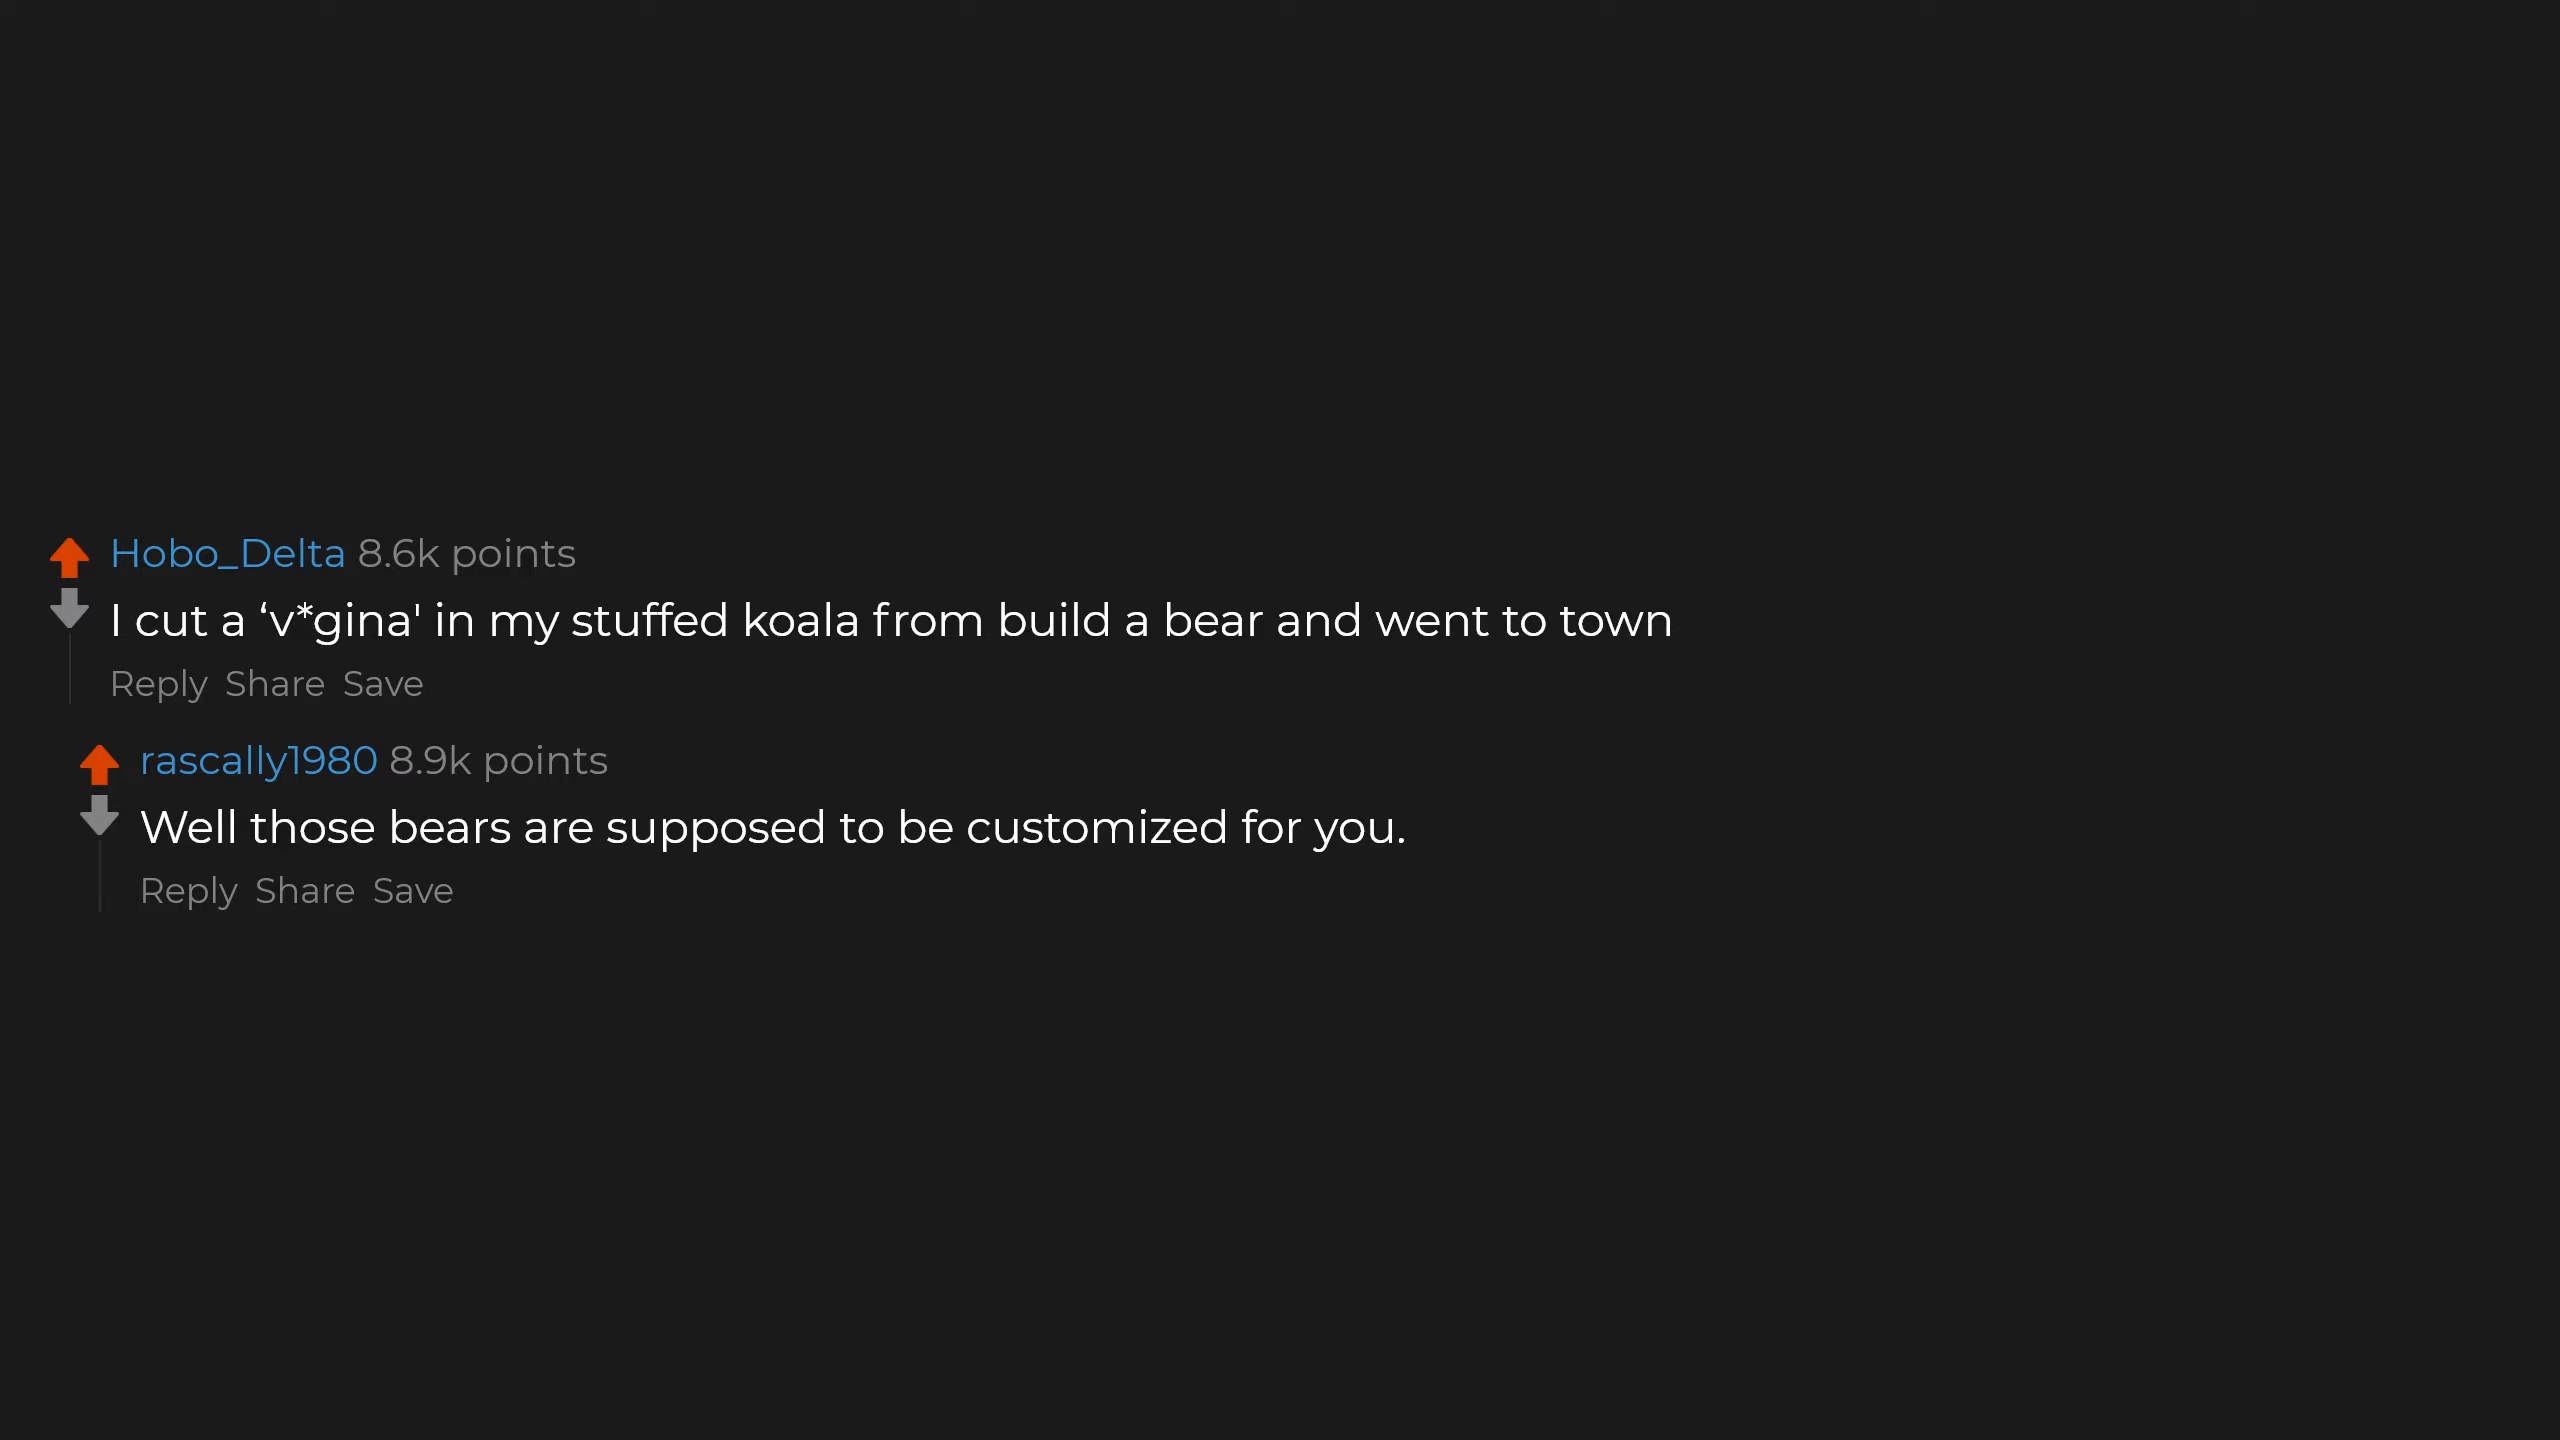 Hobo_Delta 8.6k points
I cut a ‘v*gina' in my stuffed koala from build a bear and went to town
Reply Share Save
rascally1980 8.9k points
Well those bears are supposed to be customized for you.
Reply Share Save